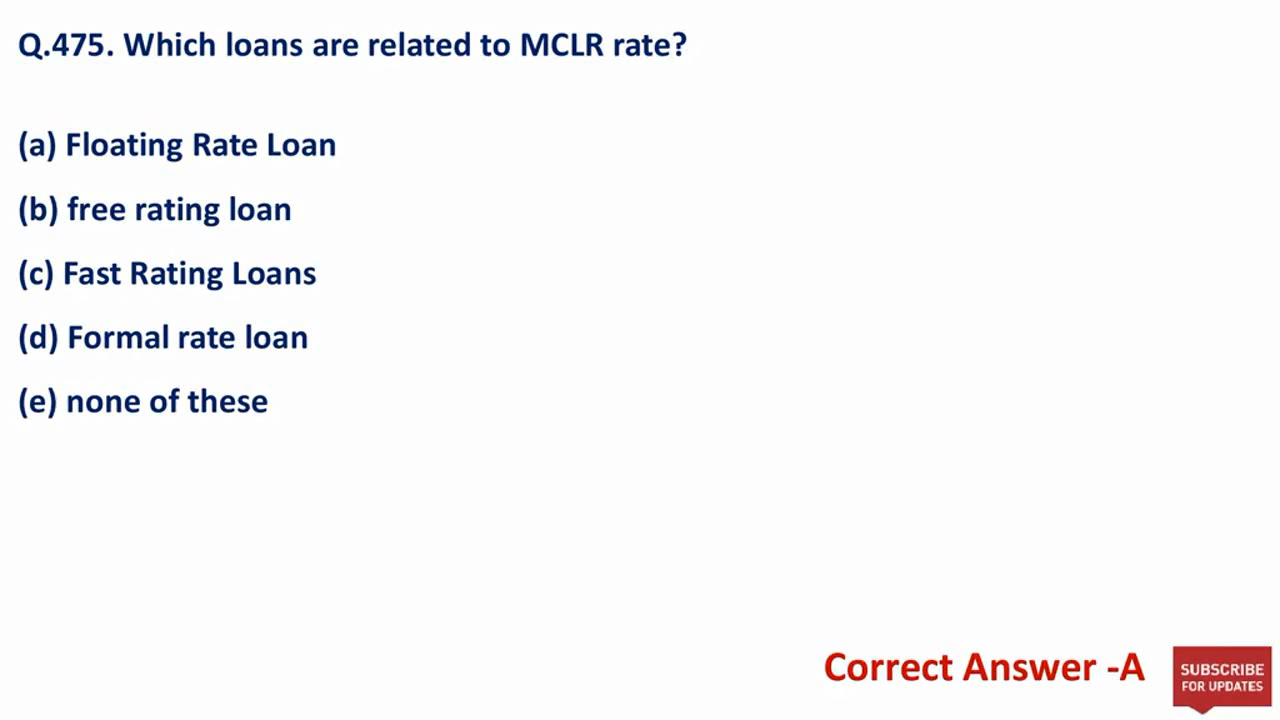 Q.475. Which loans are related to MCLR rate?
(a) Floating Rate Loan
(b) free rating loan
(c) Fast Rating Loans
(d) Formal rate loan
(e) none of these
Correct Answer -A
SUBSCRIBE
FOR UPDATES